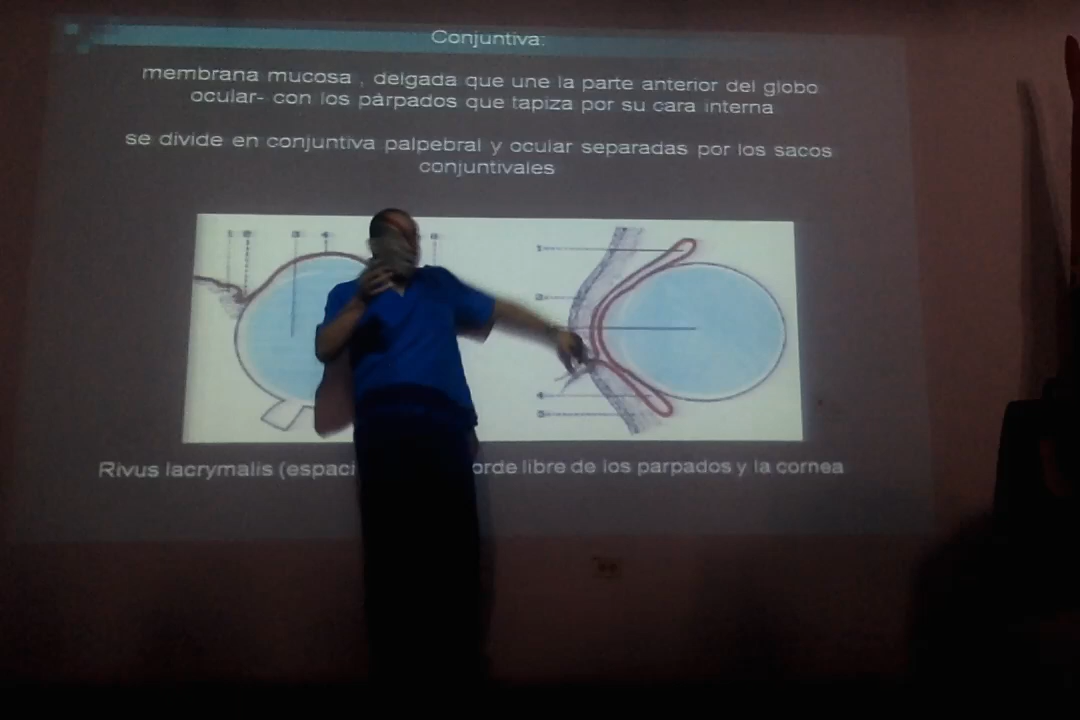 Conjuntiva:
membrana mucosa , delgada que une la parte anterior del globo
ocular- con los pàrpados que tapiza por su cara interna
se divide en conjuntiva palpebral y ocular separadas por los sacos
conjuntivales
Rivus lacrymalis (espaci orde libre de los parpados y la cornea